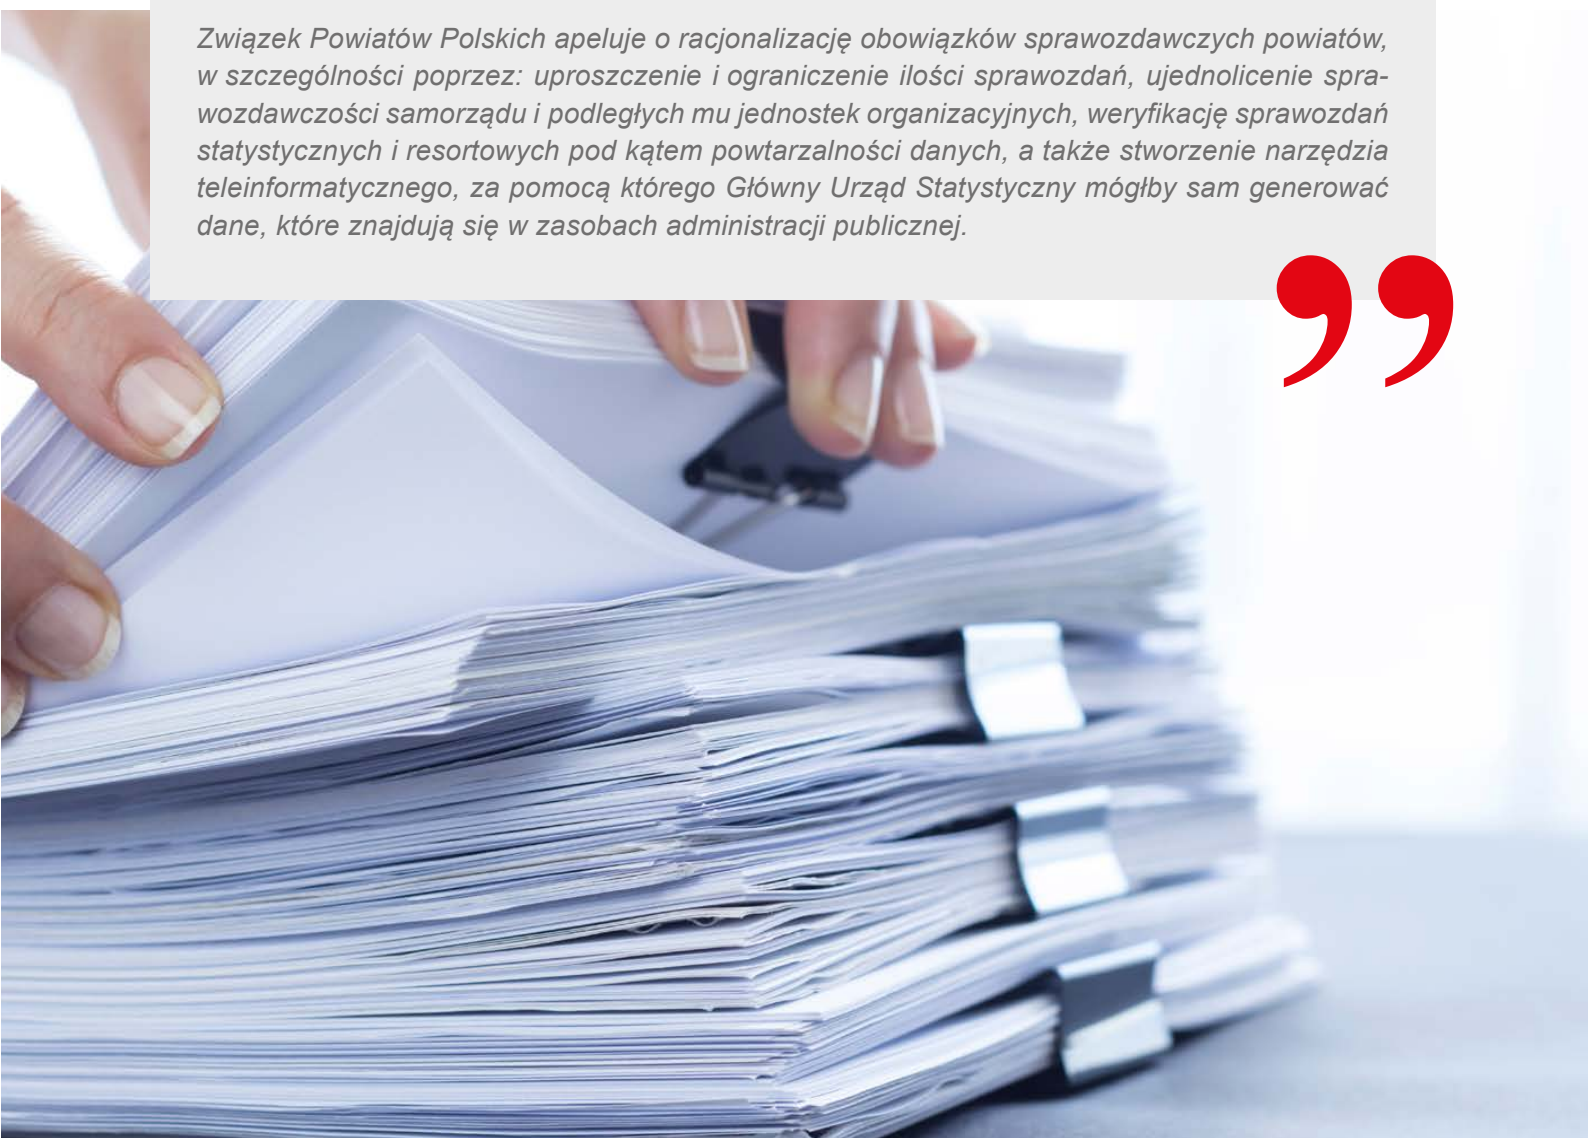 Związek Powiatów Polskich apeluje o racjonalizację obowiązków sprawozdawczych powiatów,
w szczególności poprzez: uproszczenie i ograniczenie ilości sprawozdań, ujednolicenie spra-
wozdawczości samorządu i podległych mu jednostek organizacyjnych, weryfikację sprawozdań
statystycznych i resortowych pod kątem powtarzalności danych, a także stworzenie narzędzia
teleinformatycznego, za pomocą którego Główny Urząd Statystyczny mógłby sam generować
dane, które znajdują się w zasobach administracji publicznej.
”